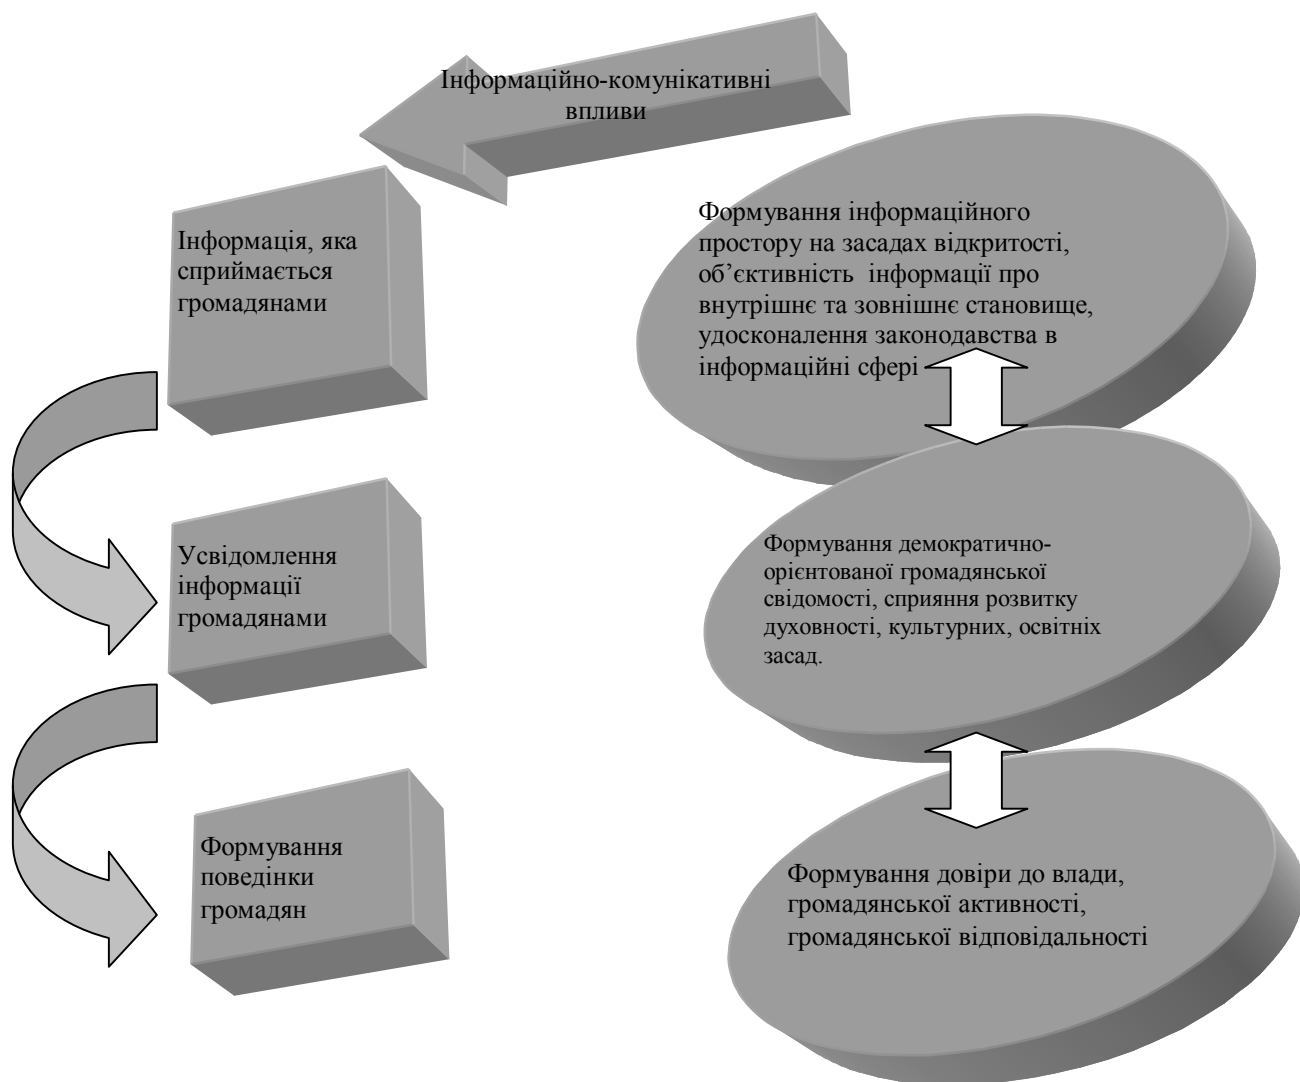 Інформаційно-комунікативні
впливи
Інформація, яка
сприймається
громадянами
Формування інформаційного
простору на засадах відкритості,
об’єктивність інформації про
внутрішнє та зовнішнє становище,
удосконалення законодавства в
інформаційні сфері
Усвідомлення
інформації
громадянами
Формування демократично-
орієнтованої громадянської
свідомості, сприяння розвитку
духовності, культурних, освітніх
засад.
Формування
поведінки
громадян
Формування довіри до влади,
громадянської активності,
громадянської відповідальності